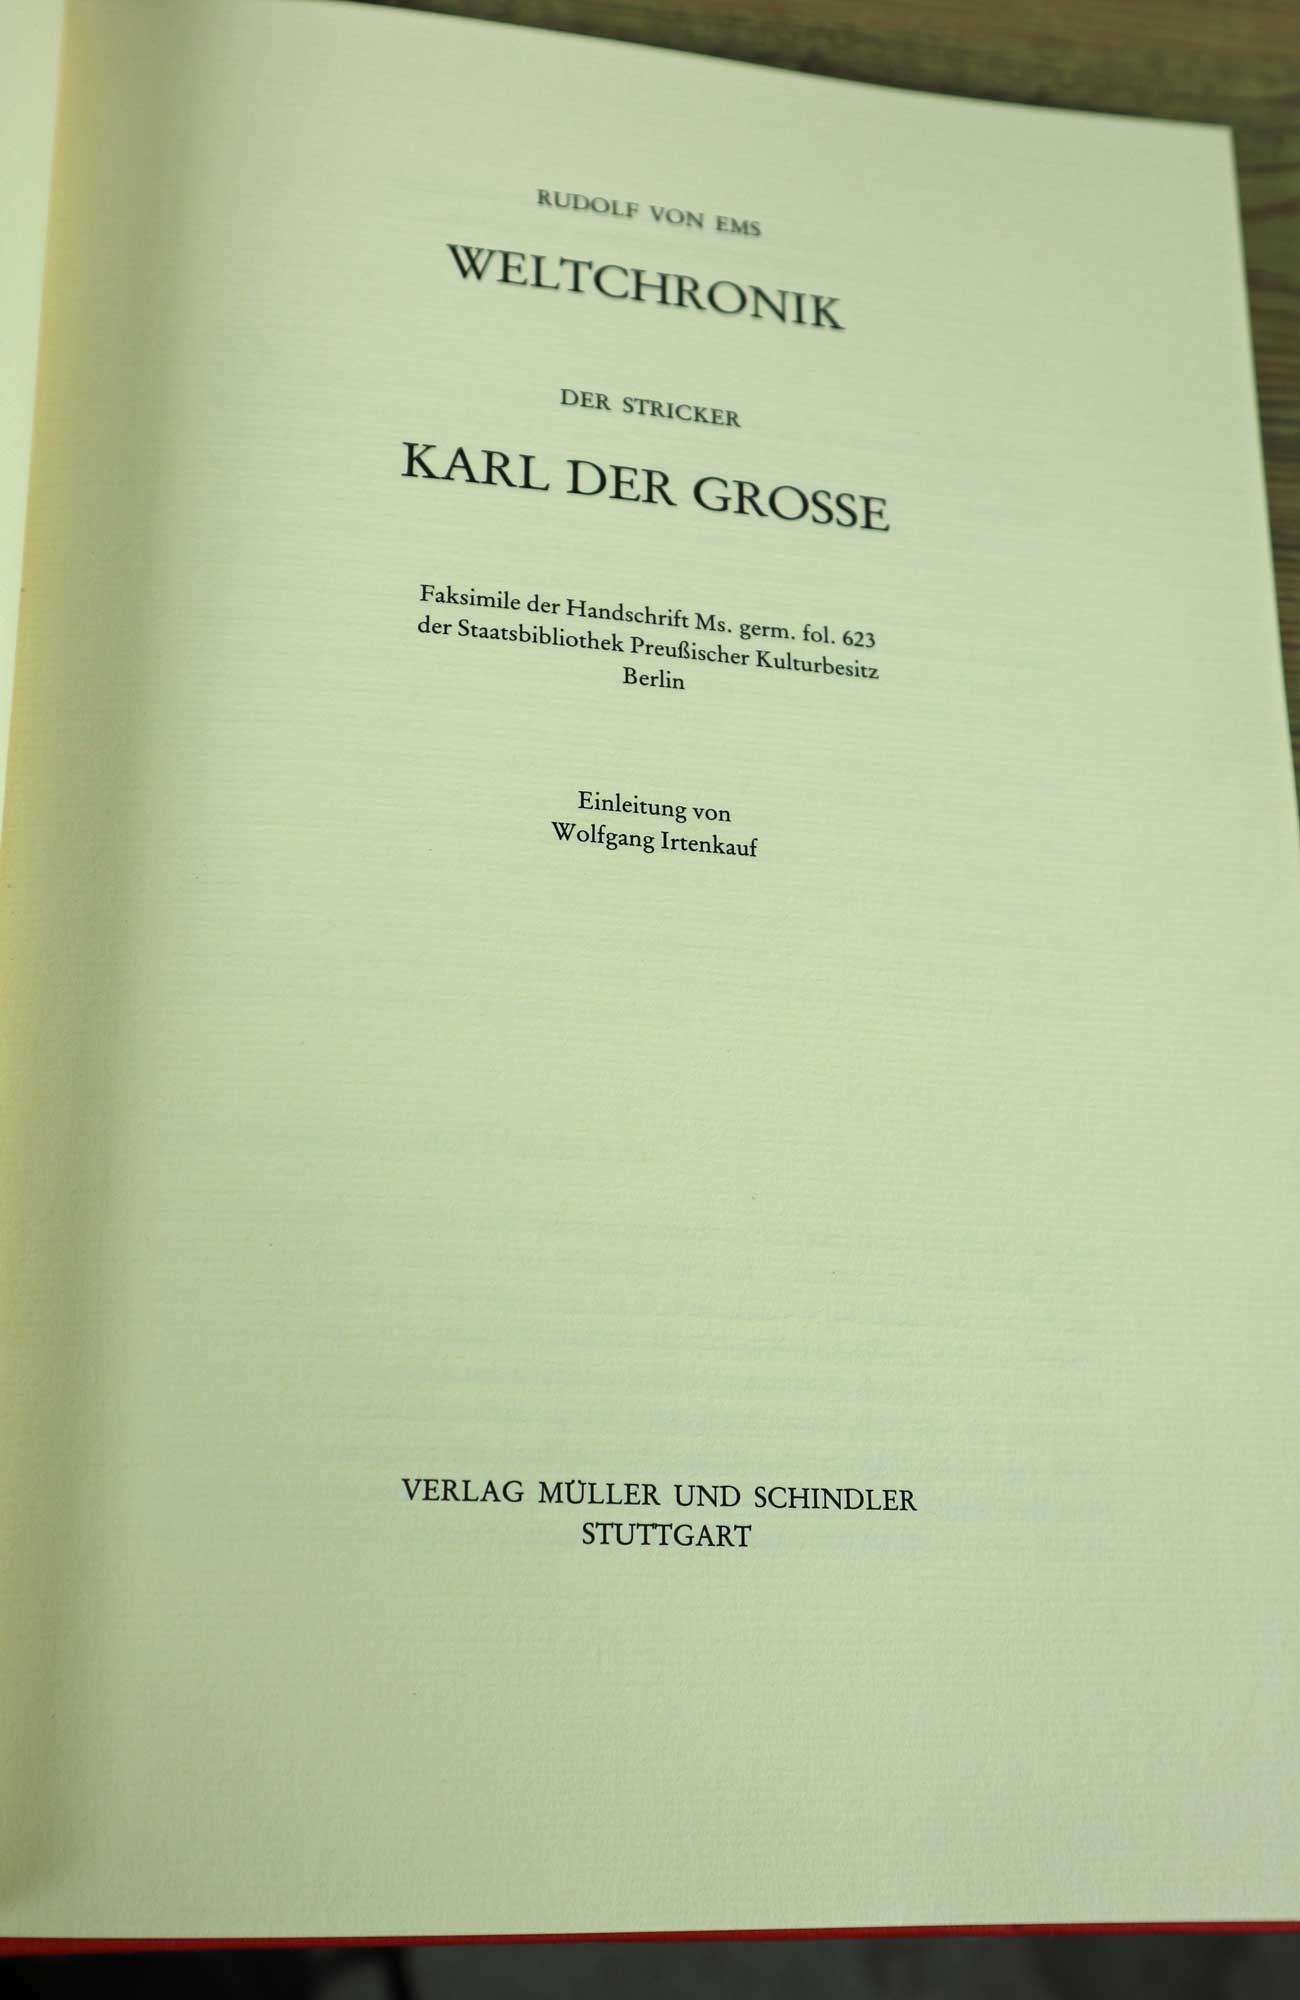 RUDOLF VON EMS
WELTCHRONIK
DER STRICKER
KARL DER GROSSE
Faksimile der Handschrift Ms. germ. fol. 623
der Staatsbibliothek Preußischer Kulturbesitz
Berlin
Einleitung von
Wolfgang Irtenkauf
VERLAG MÜLLER UND SCHINDLER
STUTTGART